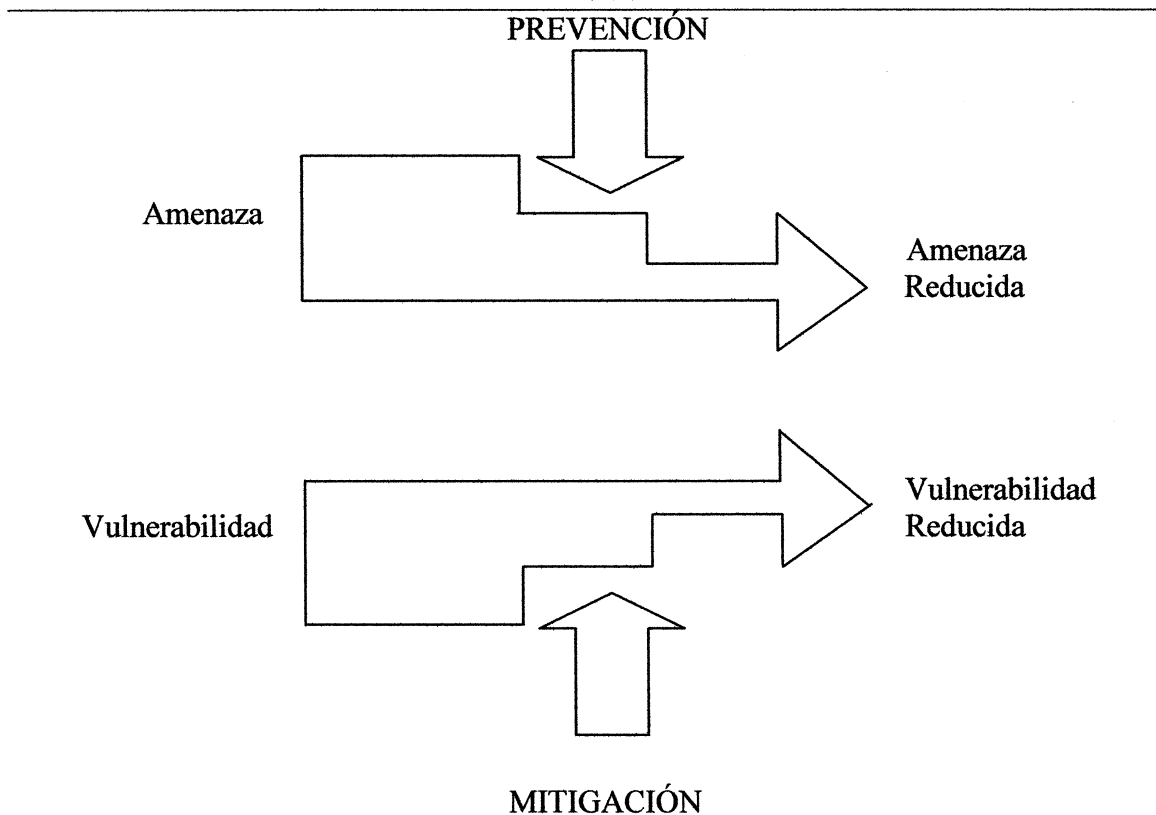 PREVENCIÓN
Amenaza
Amenaza
Reducida
Vulnerabilidad
Vulnerabilidad
Reducida
MITIGACIÓN